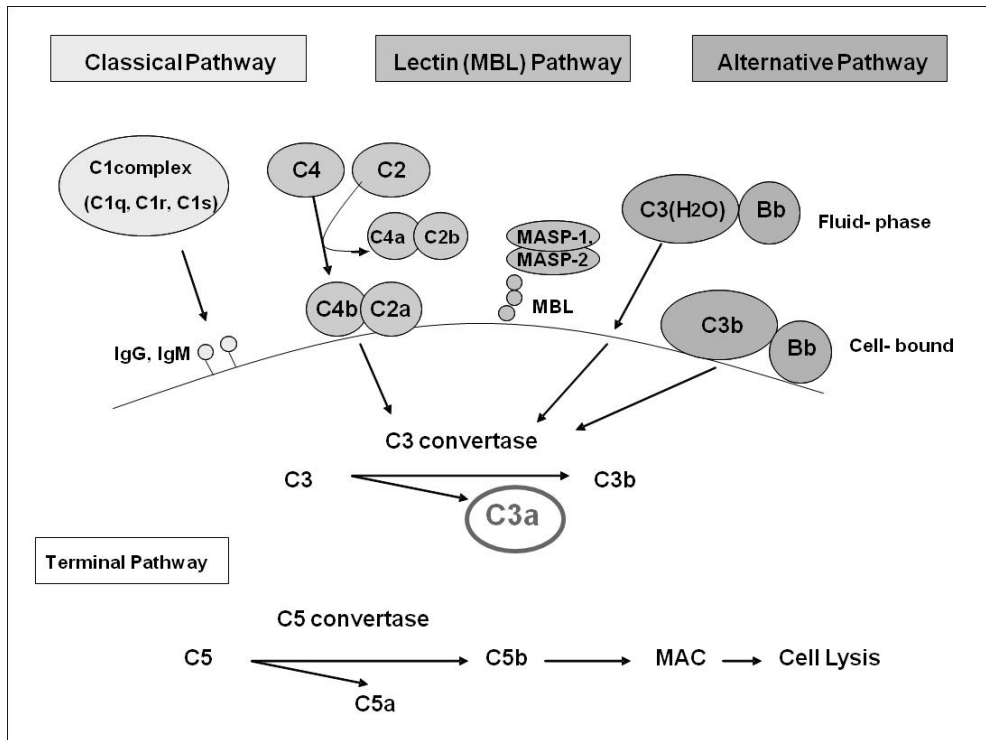 Classical Pathway
Lectin (MBL) Pathway
Alternative Pathway
C1complex
(C1q, C1r, C1s)
C4
C2
C4a
C2b
MASP-1,
MASP-2
MBL
C3(H2O)
Bb
Fluid- phase
C4b
C2a
C3b
Bb
Cell- bound
IgG, IgM
C3 convertase
C3
C3b
C3a
Terminal Pathway
C5 convertase
C5
C5b
MAC
Cell Lysis
C5a